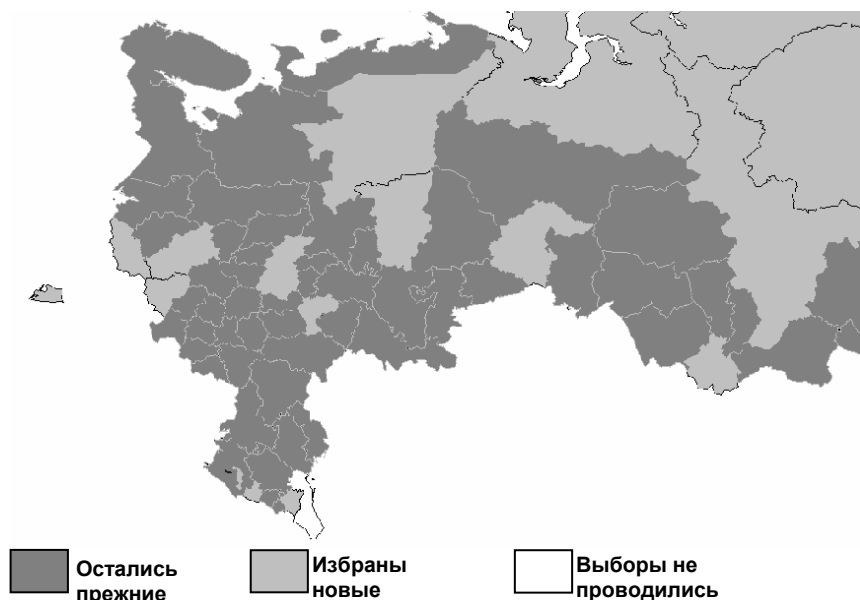 Остались
прежние
Избраны
новые
Выборы не
проводились